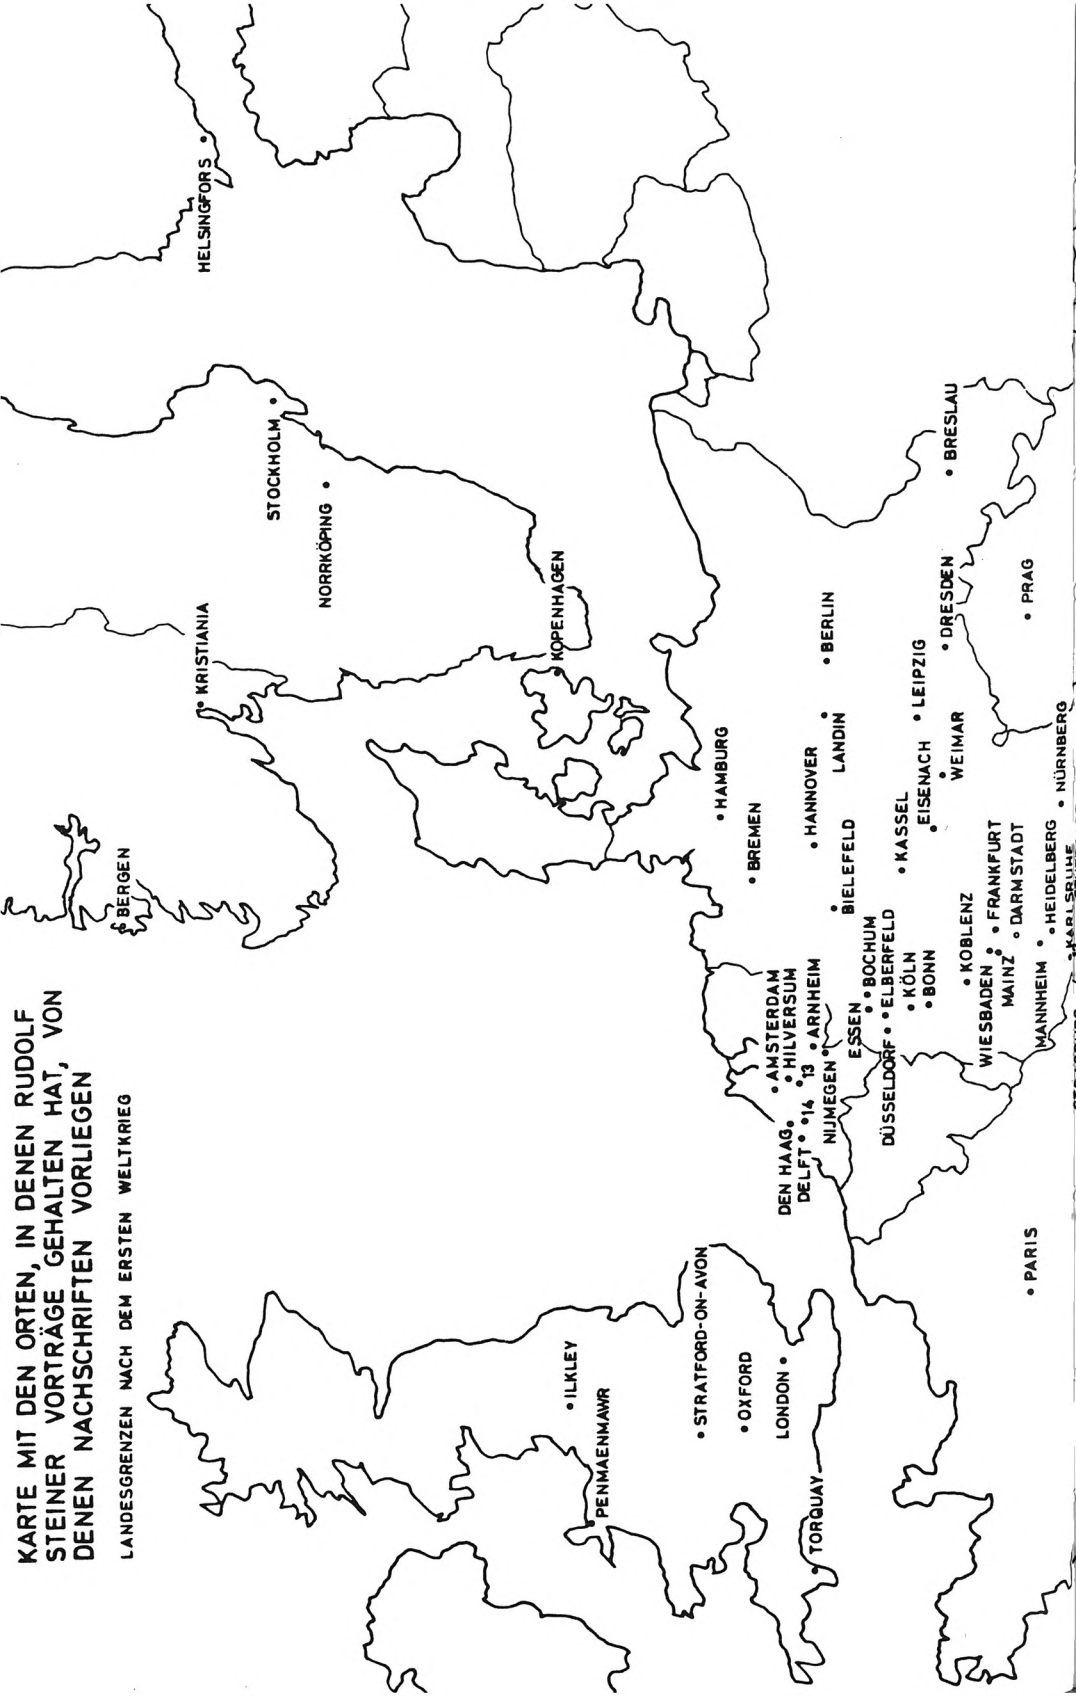 KARTE MIT DEN ORTEN, IN DENEN RUDOLF
STEINER VORTRÄGE GEHALTEN HAT, VON
DENEN NACHSCHRIFTEN VORLIEGEN
LANDESGRENZEN NACH DEM ERSTEN WELTKRIEG
BERGEN
KRISTIANIA
HELSINGFORS
STOCKHOLM
NORRKÖPING
KOPENHAGEN
ILKLEY
PENMAENMAWR
STRATFORD-ON-AVON
OXFORD
LONDON
TORQUAY
HAMBURG
BREMEN
AMSTERDAM
HILVERSUM
DEN HAAG
DELFT
14
13
ARNHEIM
NIJMEGEN
HANNOVER
BERLIN
LANDIN
BIELEFELD
ESSEN
BOCHUM
DÜSSELDORF
ELBERFELD
KASSEL
KÖLN
BONN
EISENACH
LEIPZIG
WEIMAR
DRESDEN
BRESLAU
KOBLENZ
WIESBADEN
FRANKFURT
MAINZ
DARMSTADT
PRAG
PARIS
MANNHEIM
HEIDELBERG
NÜRNBERG
KARLSRUHE